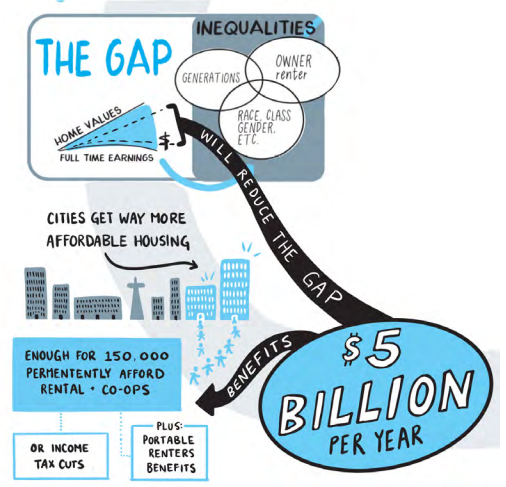 THE GAP
HOME VALUES
$
FULL TIME EARNINGS
INEQUALITIES
GENERATIONS
OWNER
renter
RACE, CLASS
GENDER,
ETC.
WILL REDUCE THE GAP
CITIES GET WAY MORE
AFFORDABLE HOUSING
$5
BILLION
PER YEAR
BENEFITS
ENOUGH FOR 150,000
PERMENTENTLY AFFORD
RENTAL + CO-OPS
OR INCOME
TAX CUTS
PLUS:
PORTABLE
RENTERS
BENEFITS